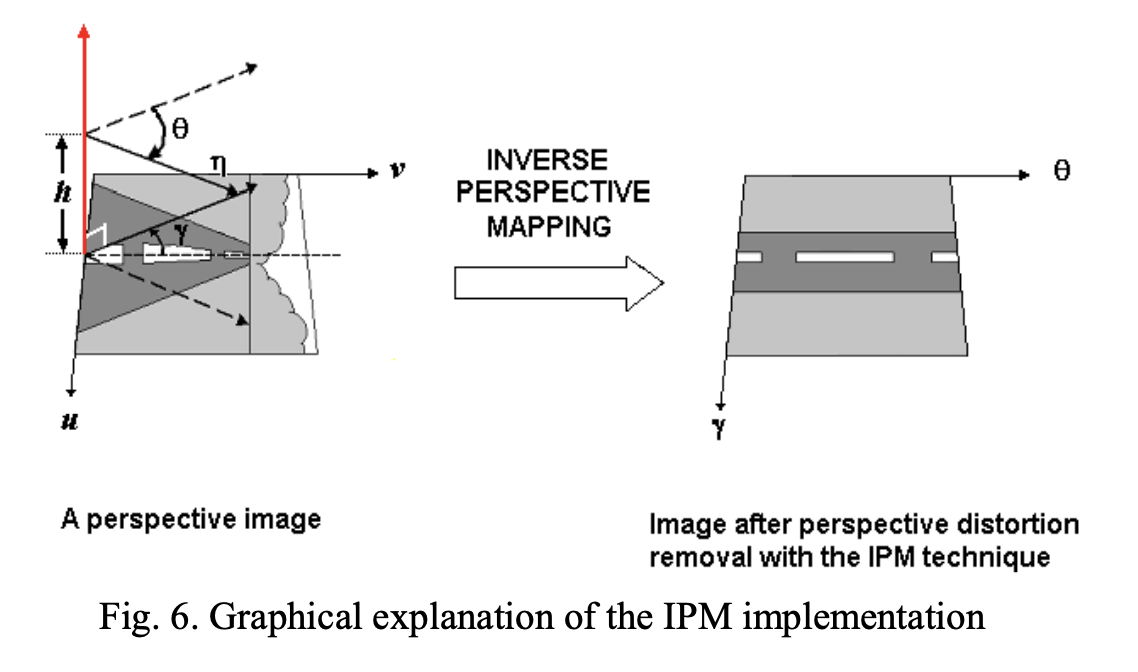 θ
η
v
h
γ
u
INVERSE
PERSPECTIVE
MAPPING
θ
γ
A perspective image
Image after perspective distortion
removal with the IPM technique
Fig. 6. Graphical explanation of the IPM implementation